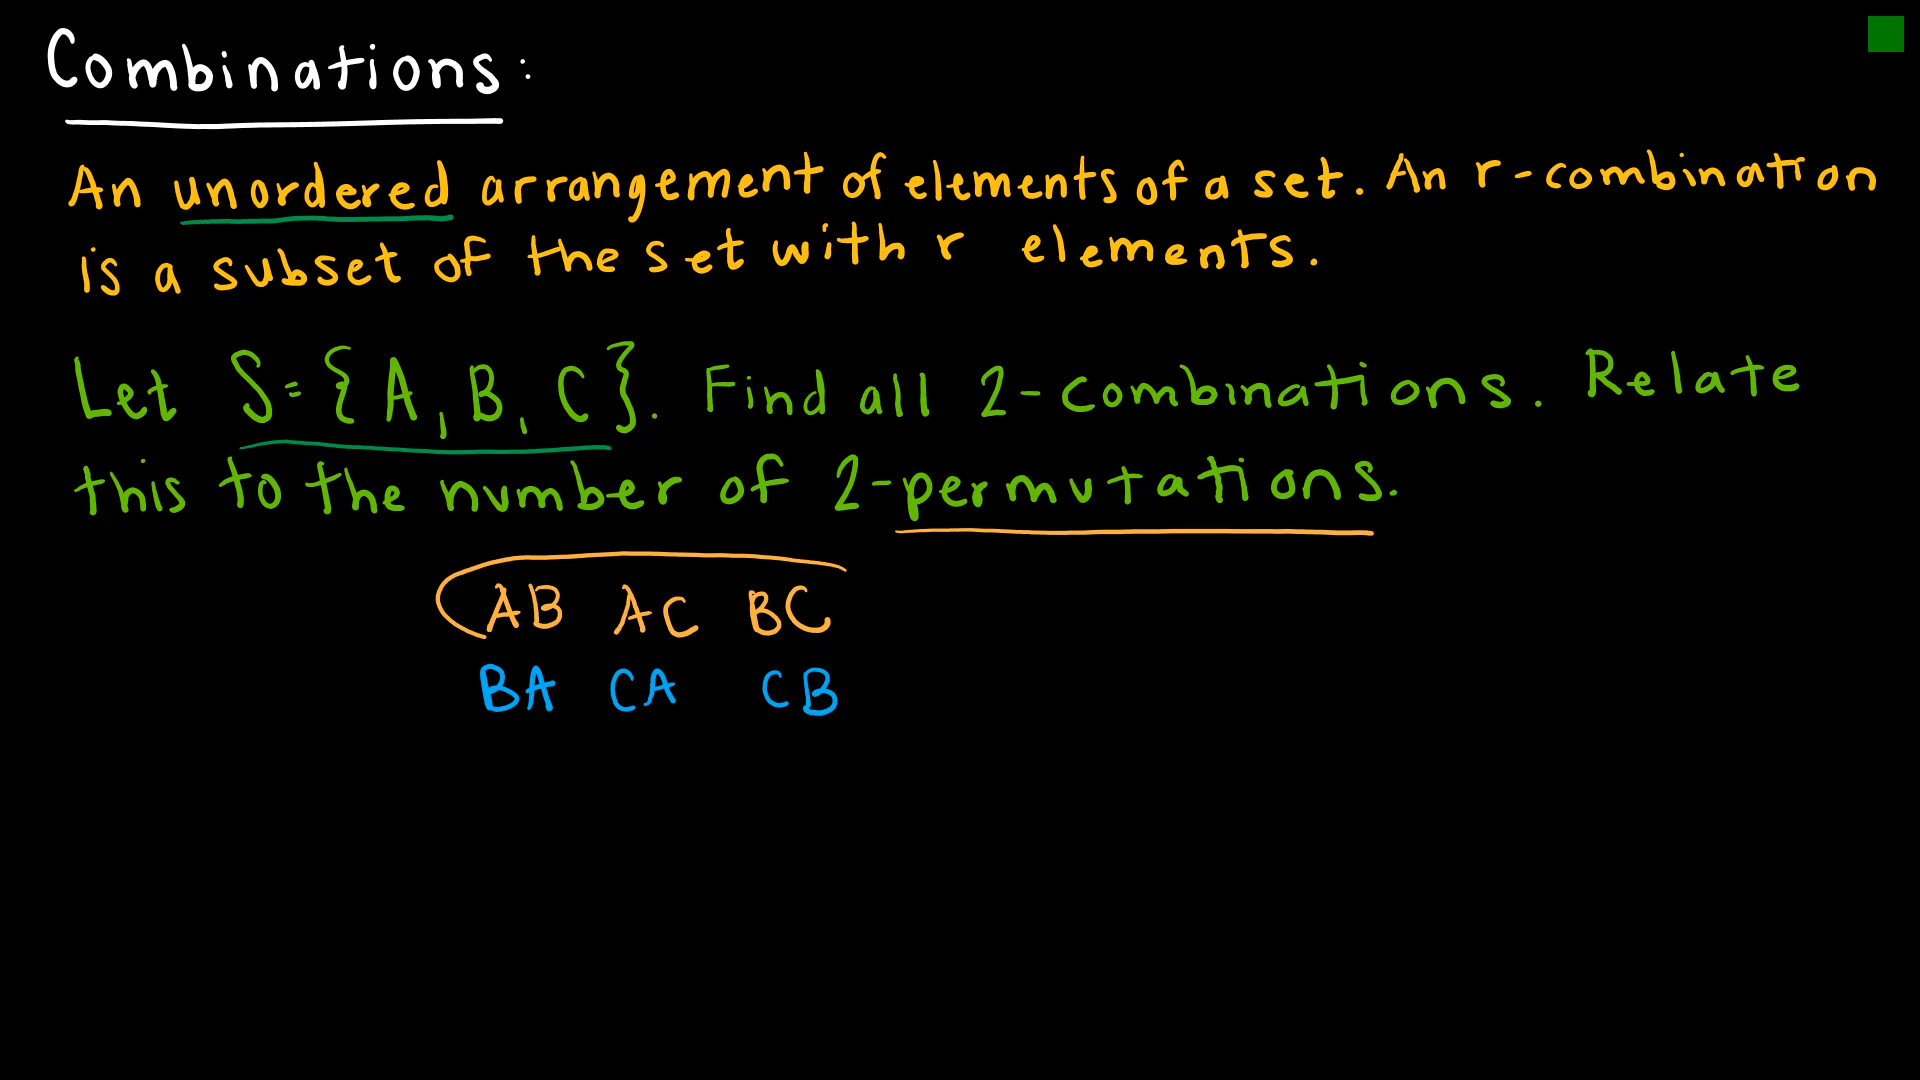 Combinations:
An unordered arrangement of elements of a set. An r-combination
is a subset of the set with r elements.
Let S={A, B, C}. Find all 2-combinations. Relate
this to the number of 2-permutations.
AB AC BC
BA CA CB